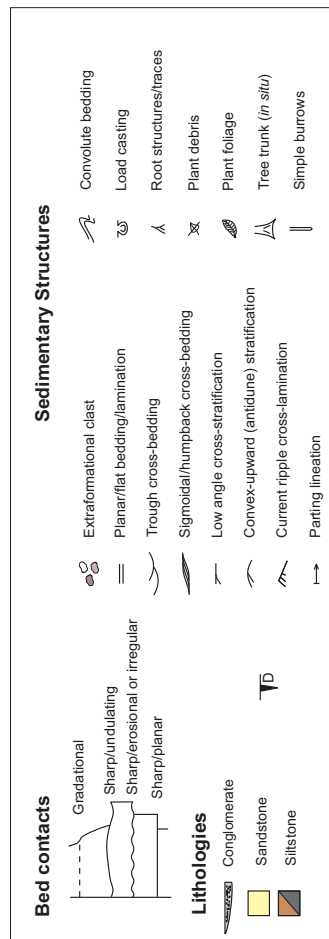 Bed contacts
Gradational
Sharp/undulating
Sharp/erosional or irregular
Sharp/planar
Lithologies
Conglomerate
Sandstone
Siltstone
D
Sedimentary Structures
Extraformational clast
Planar/flat bedding/lamination
Trough cross-bedding
Sigmoidal/humpback cross-bedding
Low angle cross-stratification
Convex-upward (antidune) stratification
Current ripple cross-lamination
Parting lineation
Convolute bedding
Load casting
Root structures/traces
Plant debris
Plant foliage
Tree trunk (in situ)
Simple burrows